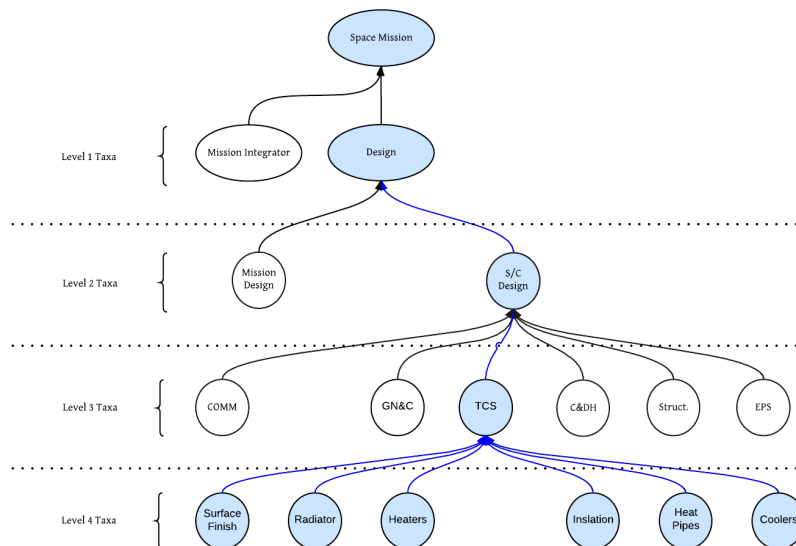 Space Mission
Level 1 Taxa
Mission Integrator
Design
Level 2 Taxa
Mission
Design
S/C
Design
Level 3 Taxa
COMM
GN&C
TCS
C&DH
Struct.
EPS
Level 4 Taxa
Surface
Finish
Radiator
Heaters
Inslation
Heat
Pipes
Coolers